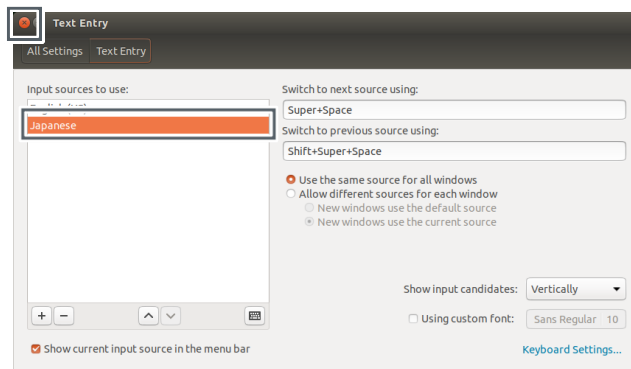 Text Entry
All Settings Text Entry
Input sources to use:
Japanese
Show current input source in the menu bar
Switch to next source using:
Super+Space
Switch to previous source using:
Shift+Super+Space
Use the same source for all windows
Allow different sources for each window
New windows use the default source
New windows use the current source
Show input candidates: Vertically
Using custom font: Sans Regular 10
Keyboard Settings...